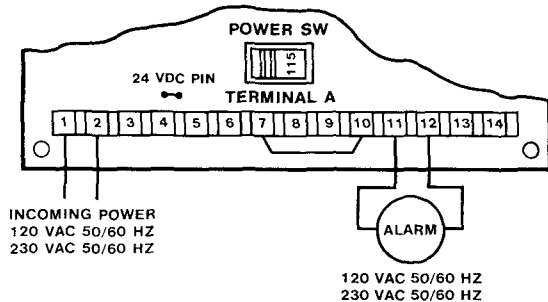 POWER SW
115
24 VDC PIN
TERMINAL A
1 2 3 4 5 6 7 8 9 10 11 12 13 14
INCOMING POWER
120 VAC 50/60 HZ
230 VAC 50/60 HZ
ALARM
120 VAC 50/60 HZ
230 VAC 50/60 HZ